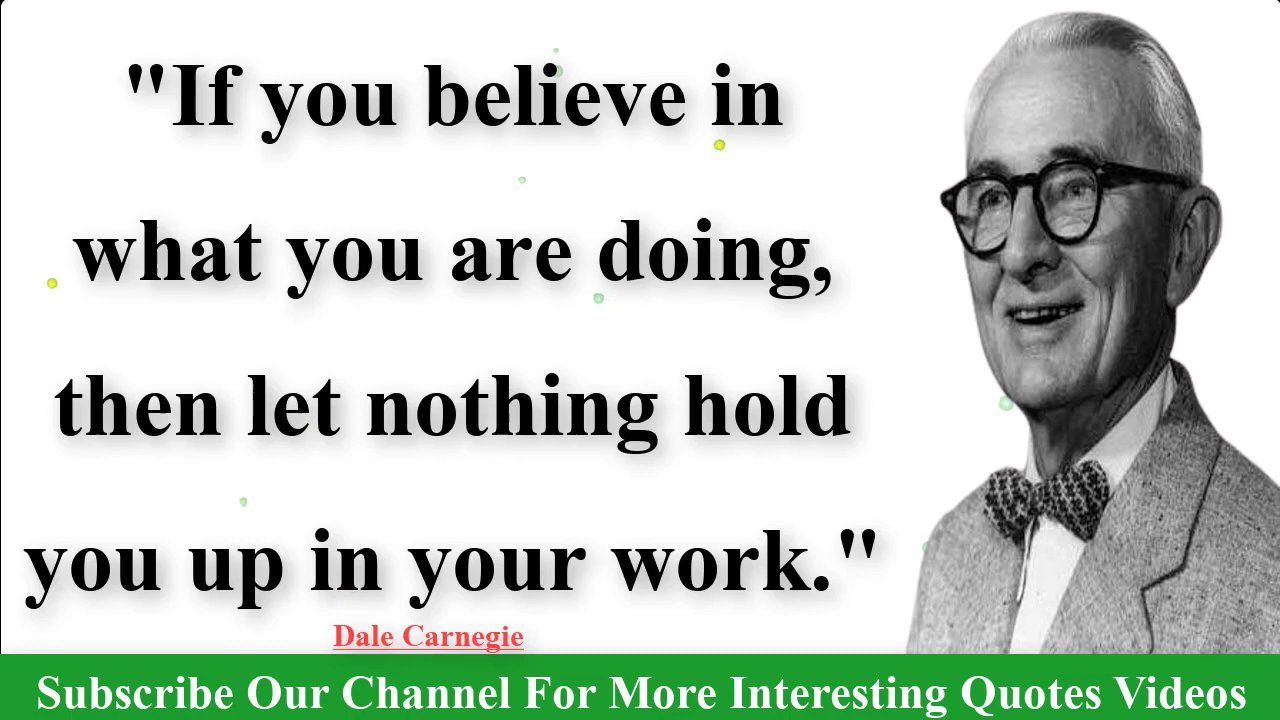 "If you believe in
what you are doing,
then let nothing hold
you up in your work."
Dale Carnegie
Subscribe Our Channel For More Interesting Quotes Videos